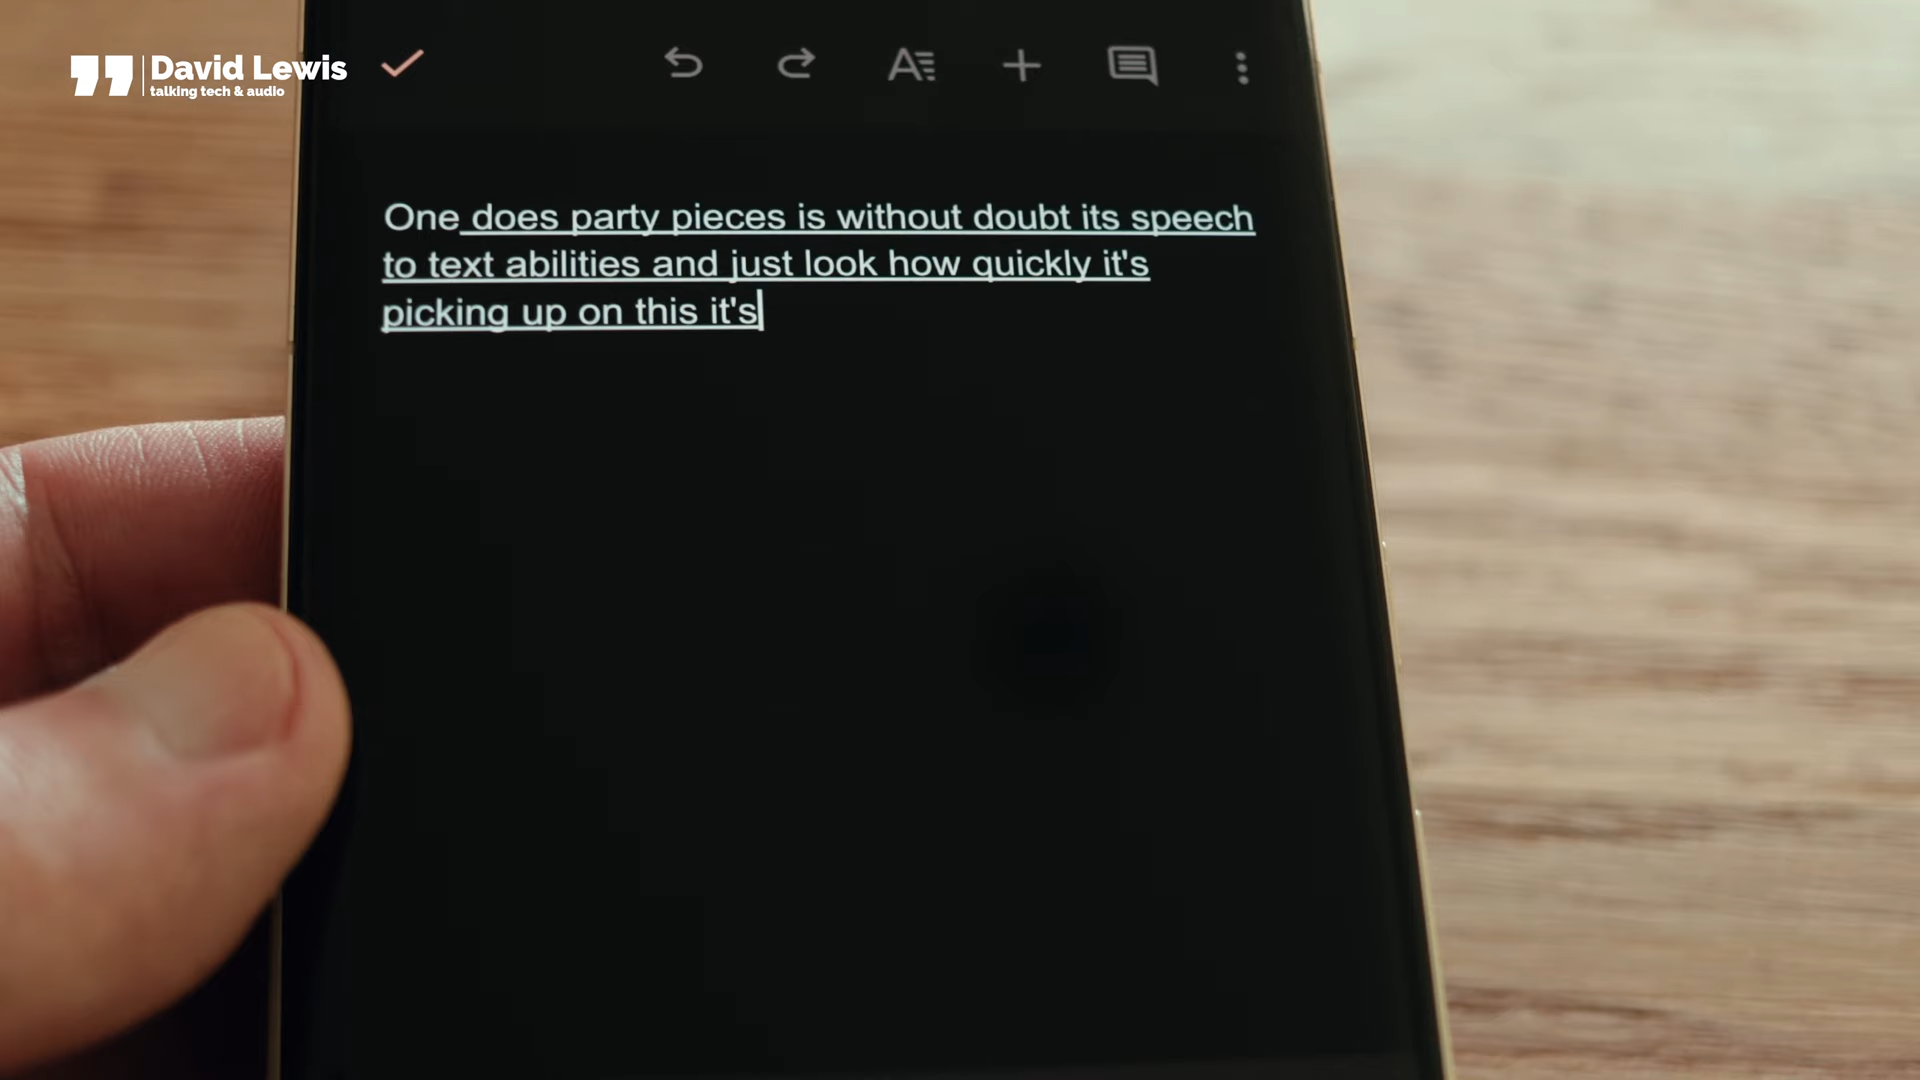 David Lewis
talking tech & audio
One does party pieces is without doubt its speech
to text abilities and just look how quickly it's
picking up on this it's